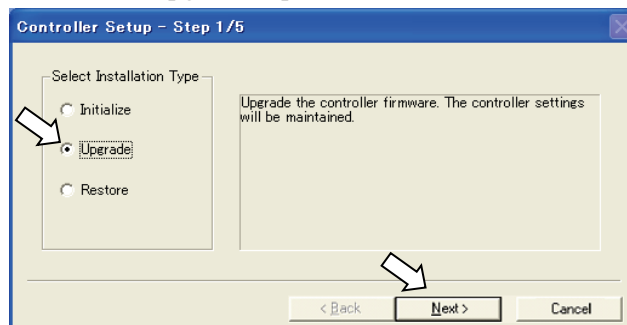 Controller Setup - Step 1/5
Select Installation Type
Initialize
Upgrade
Restore
Upgrade the controller firmware. The controller settings
will be maintained.
< Back
Next >
Cancel